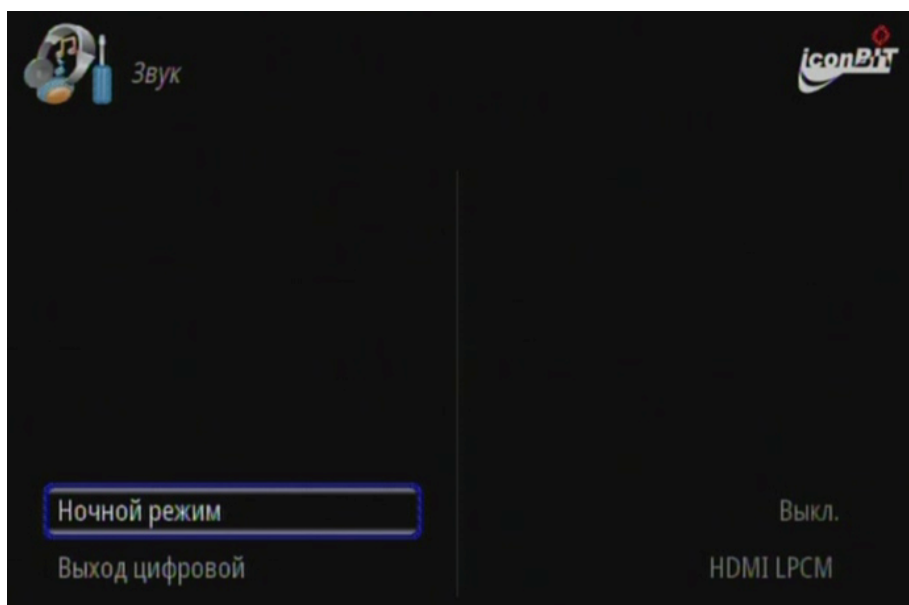 Звук
iconBIT
Ночной режим
Выкл.
Выход цифровой
HDMI LPCM